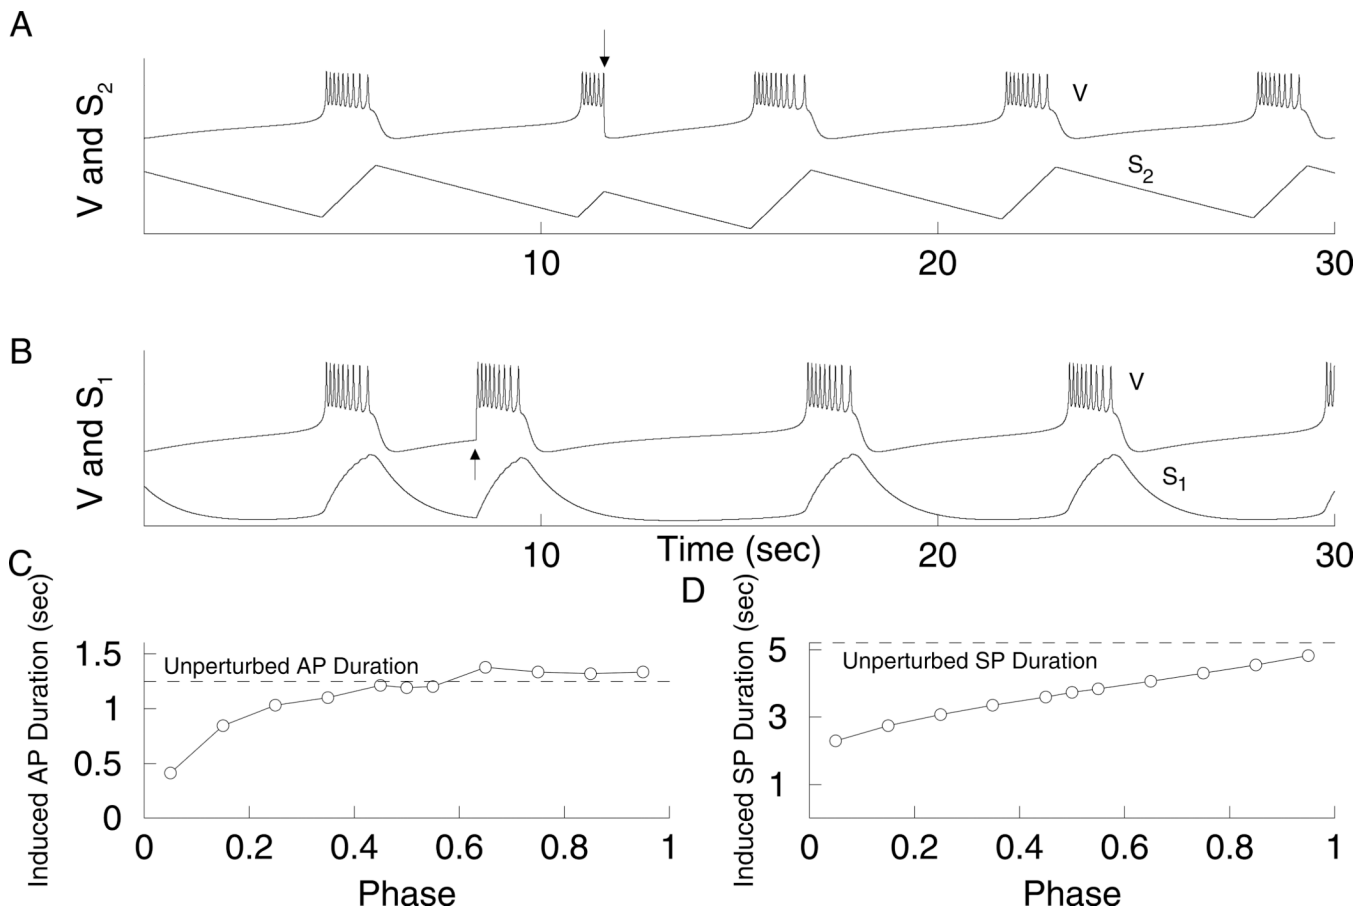 A
V and S2
V
S2
10
20
30
B
V and S1
V
S1
10
Time (sec)
20
30
C
Induced AP Duration (sec)
1.5
1
0.5
0
Unperturbed AP Duration
0
0.2
0.4
0.6
0.8
1
Phase
D
Induced SP Duration (sec)
5
3
1
Unperturbed SP Duration
0
0.2
0.4
0.6
0.8
1
Phase